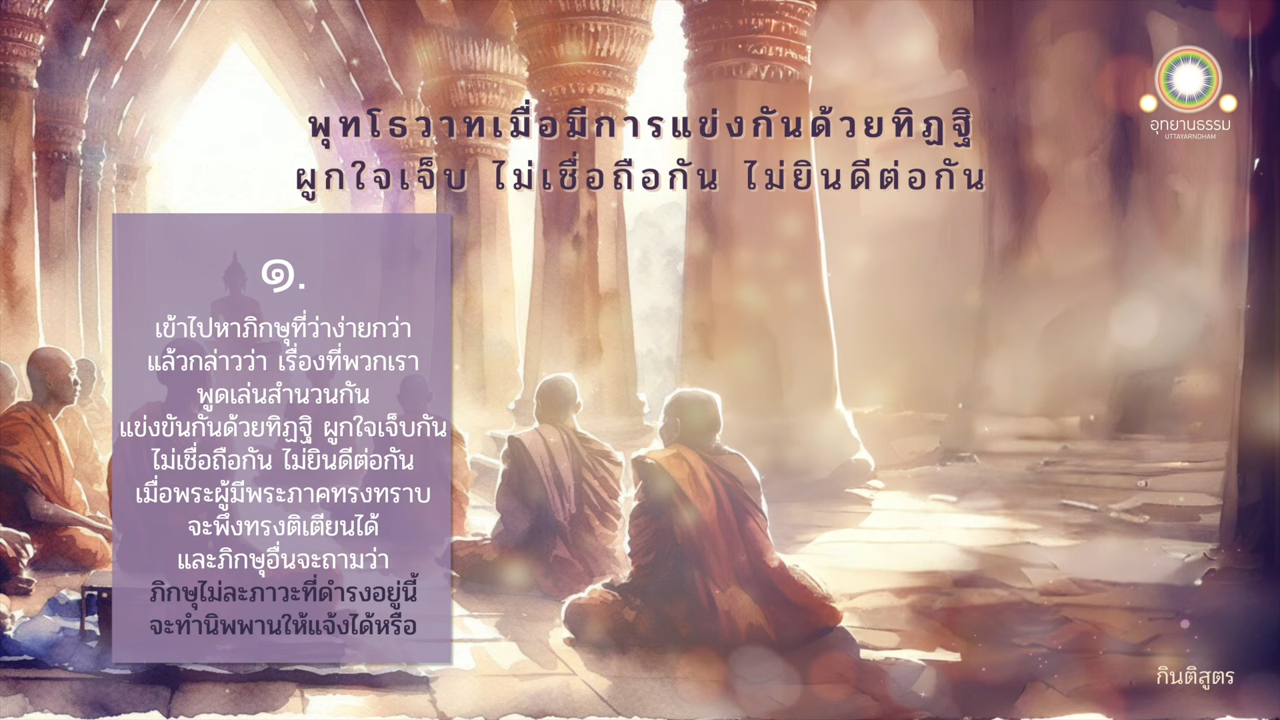 อุทยานธรรม
UTTAYARNDHAM
พุทโธวาทเมื่อมีการแข่งกันด้วยทิฏฐิ
ผูกใจเจ็บ ไม่เชื่อถือกัน ไม่ยินดีต่อกัน
๑.
เข้าไปหาภิกษุที่ว่าง่ายกว่า
แล้วกล่าวว่า เรื่องที่พวกเรา
พูดเล่นสำนวนกัน
แข่งขันกันด้วยทิฏฐิ ผูกใจเจ็บกัน
ไม่เชื่อถือกัน ไม่ยินดีต่อกัน
เมื่อพระผู้มีพระภาคทรงทราบ
จะพึงทรงติเตียนได้
และภิกษุอื่นจะถามว่า
ภิกษุไม่ละภาวะที่ดำรงอยู่นี้
จะทำนิพพานให้แจ้งได้หรือ
กินติสูตร